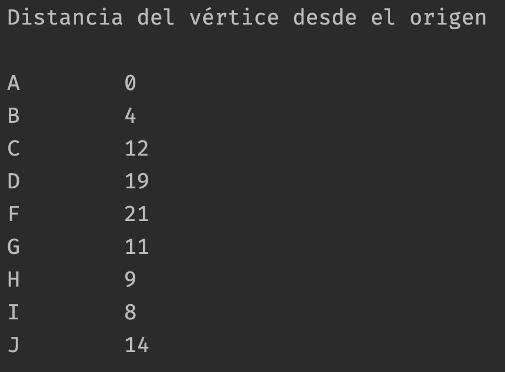 Distancia del vértice desde el origen
A 0
B 4
C 12
D 19
F 21
G 11
H 9
I 8
J 14